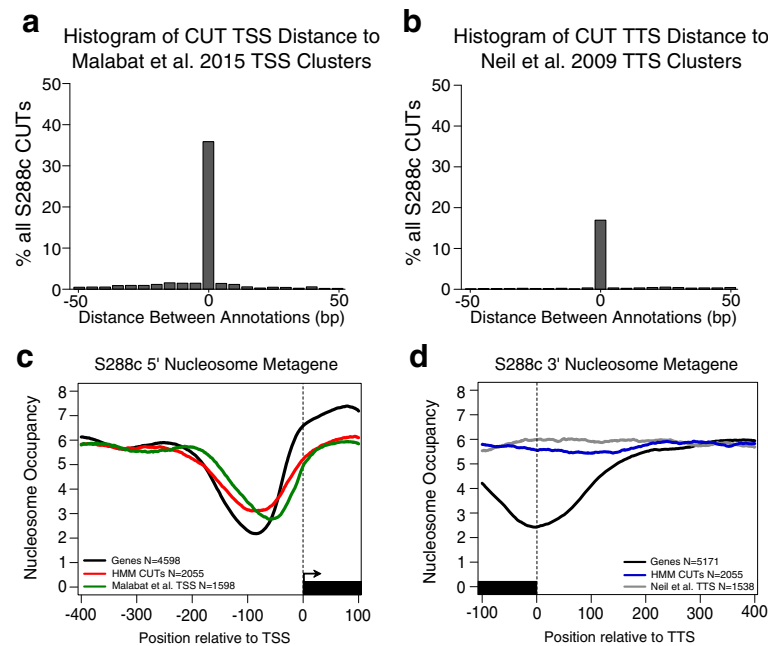 a
Histogram of CUT TSS Distance to
Malabat et al. 2015 TSS Clusters
% all S288c CUTs
50
40
30
20
10
0
-50
0
50
Distance Between Annotations (bp)
b
Histogram of CUT TTS Distance to
Neil et al. 2009 TTS Clusters
% all S288c CUTs
50
40
30
20
10
0
-50
0
50
Distance Between Annotations (bp)
c
S288c 5' Nucleosome Metagene
Nucleosome Occupancy
8
7
6
5
4
3
2
1
0
Genes N=4598
HMM CUTs N=2055
Malabat et al. TSS N=1598
-400
-300
-200
-100
0
100
Position relative to TSS
d
S288c 3' Nucleosome Metagene
Nucleosome Occupancy
8
7
6
5
4
3
2
1
0
Genes N=5171
HMM CUTs N=2055
Neil et al. TTS N=1538
-100
0
100
200
300
400
Position relative to TTS